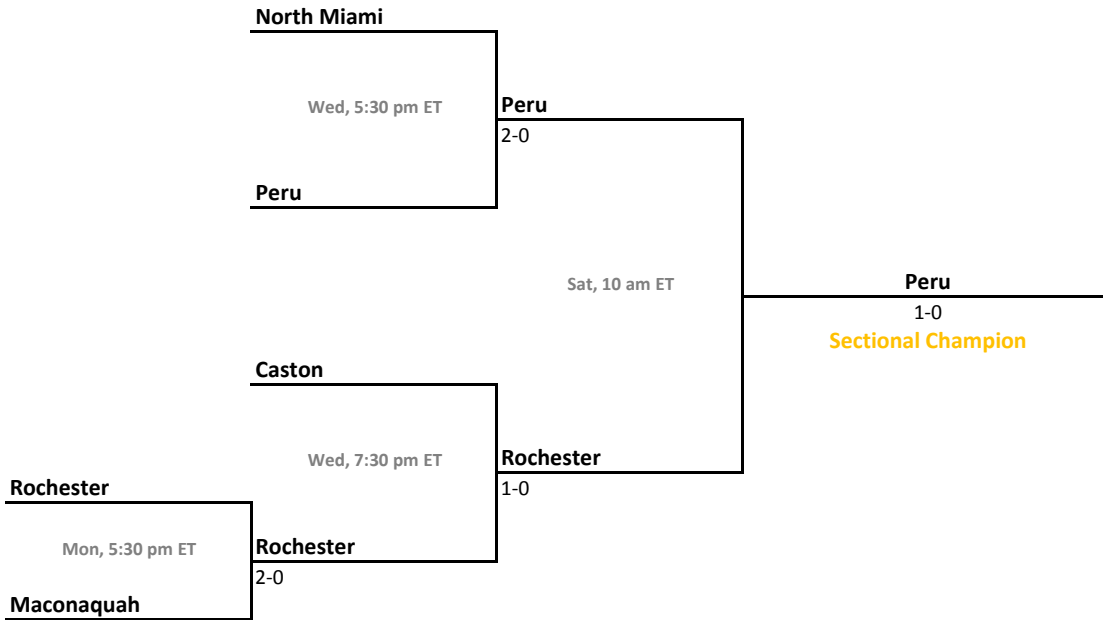 North Miami
Wed, 5:30 pm ET
Peru
2-0
Peru
Sat, 10 am ET
Peru
1-0
Sectional Champion
Caston
Wed, 7:30 pm ET
Rochester
1-0
Rochester
Mon, 5:30 pm ET
Rochester
2-0
Maconaquah